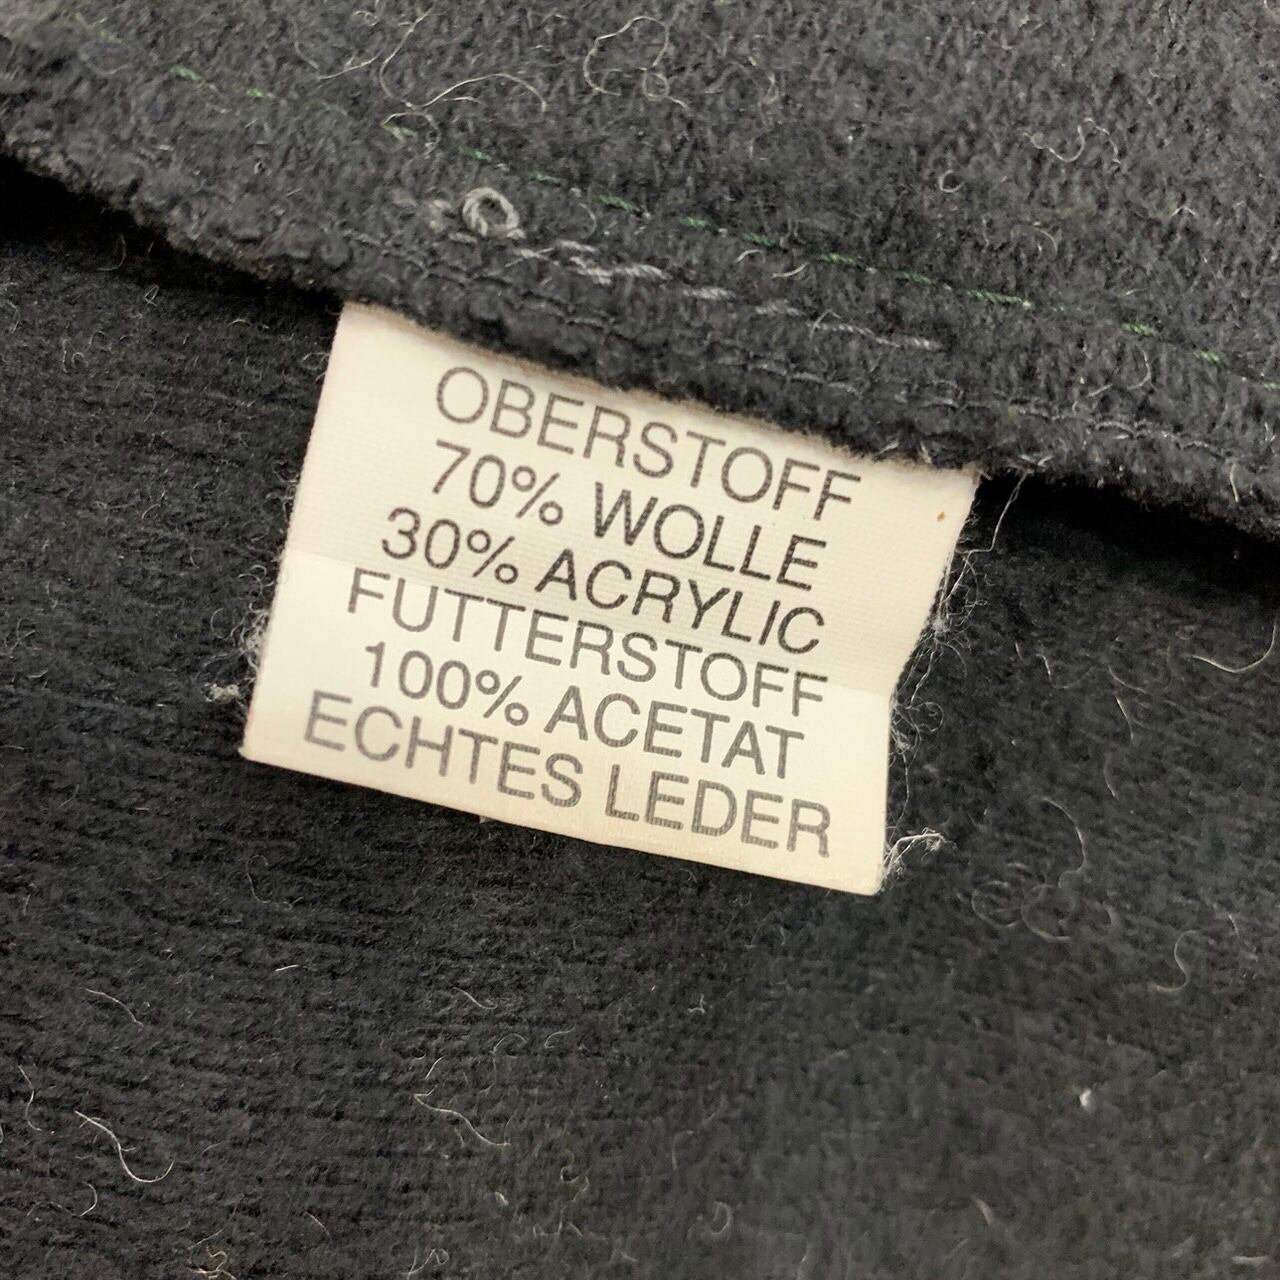 OBERSTOFF
70% WOLLE
30% ACRYLIC
FUTTERSTOFF
100% ACETAT
ECHTES LEDER